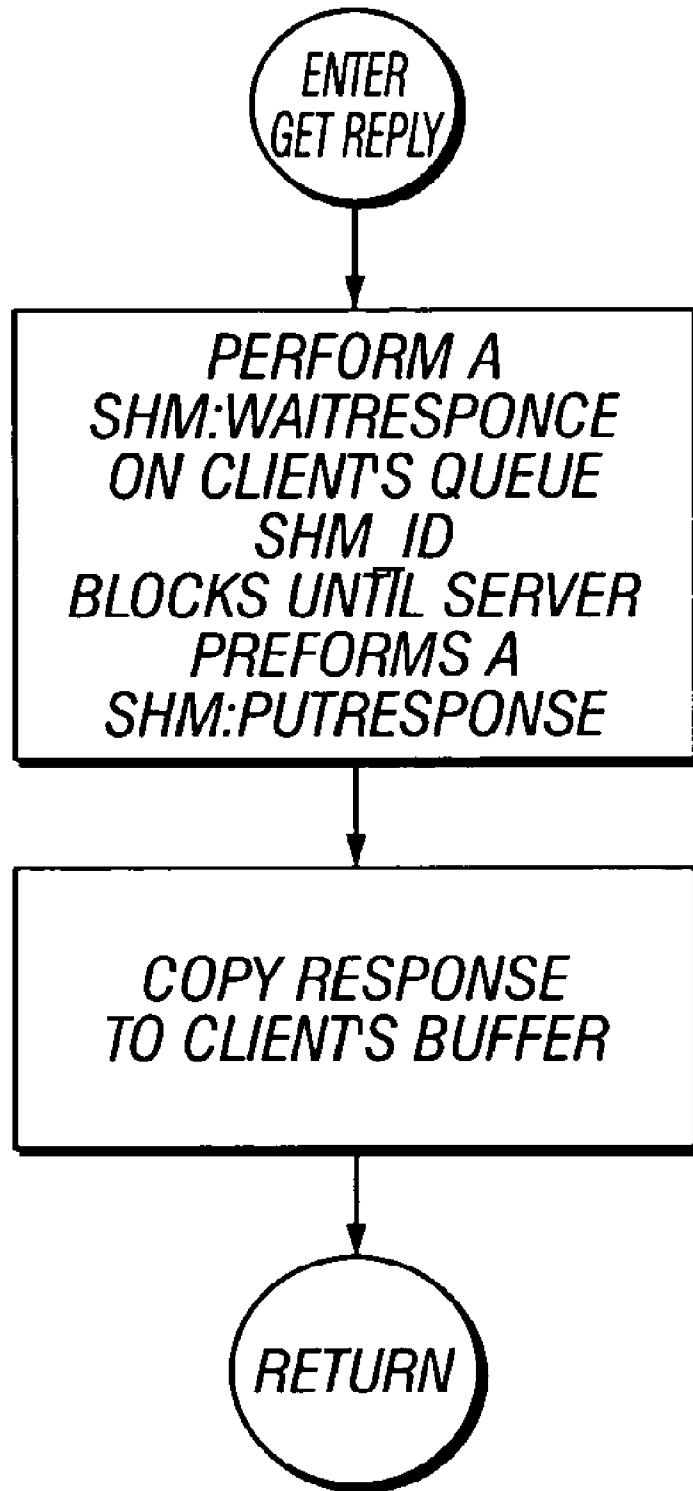 ENTER
GET REPLY
PERFORM A
SHM:WAITRESPONCE
ON CLIENT'S QUEUE
SHM_ID
BLOCKS UNTIL SERVER
PREFORMS A
SHM:PUTRESPONSE
COPY RESPONSE
TO CLIENT'S BUFFER
RETURN